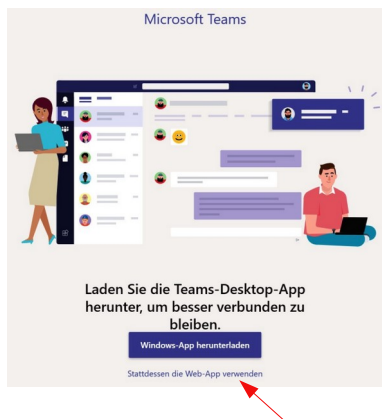 Microsoft Teams
Laden Sie die Teams-Desktop-App
herunter, um besser verbunden zu
bleiben.
Windows-App herunterladen
Stattdessen die Web-App verwenden